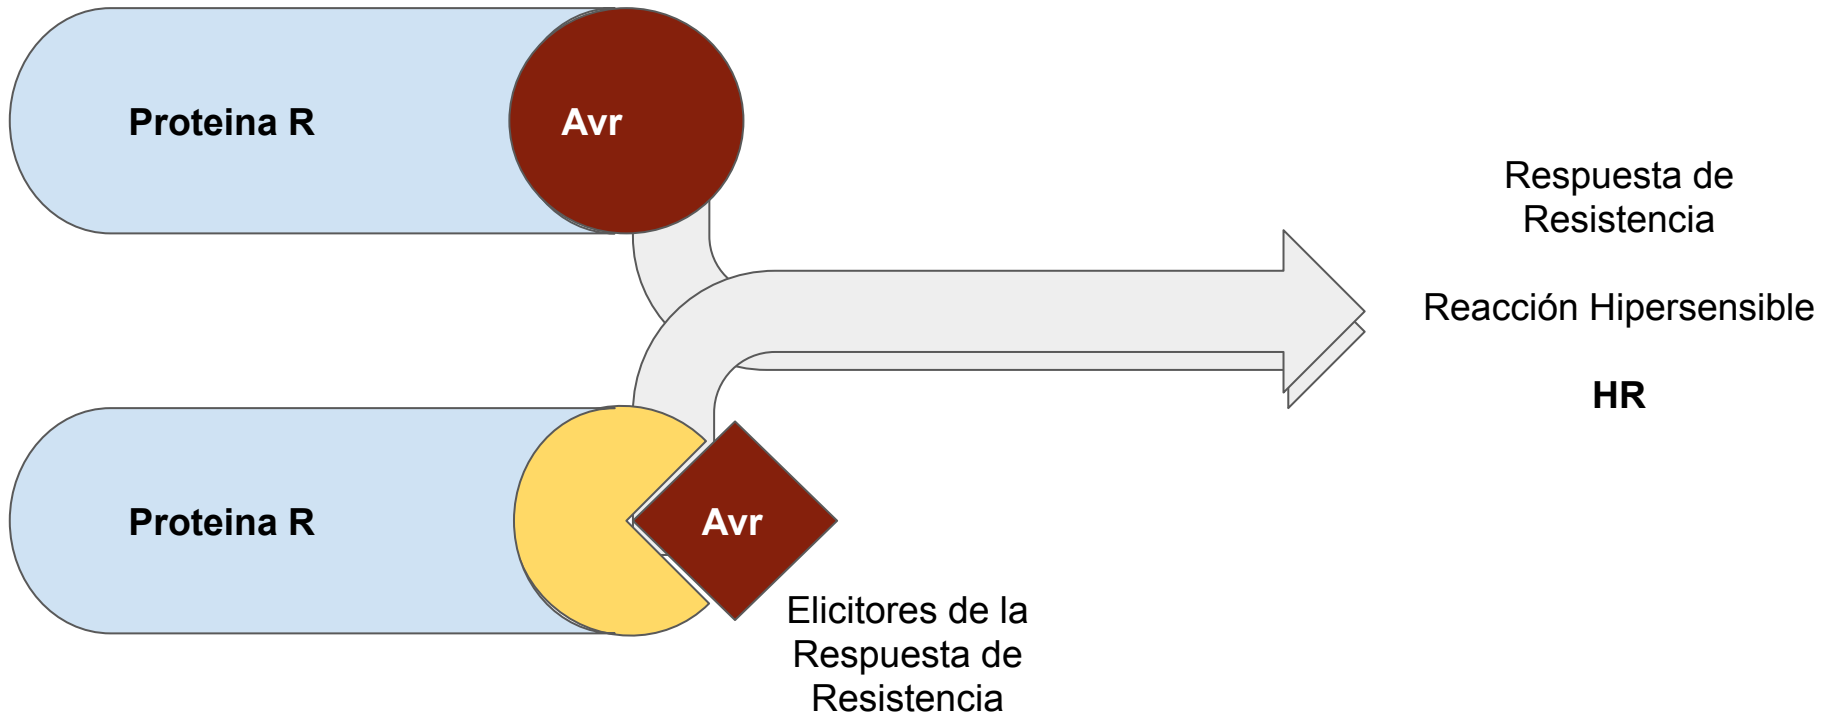 Proteina R
Avr
Respuesta de
Resistencia
Reacción Hipersensible
HR
Proteina R
Avr
Elicitores de la
Respuesta de
Resistencia